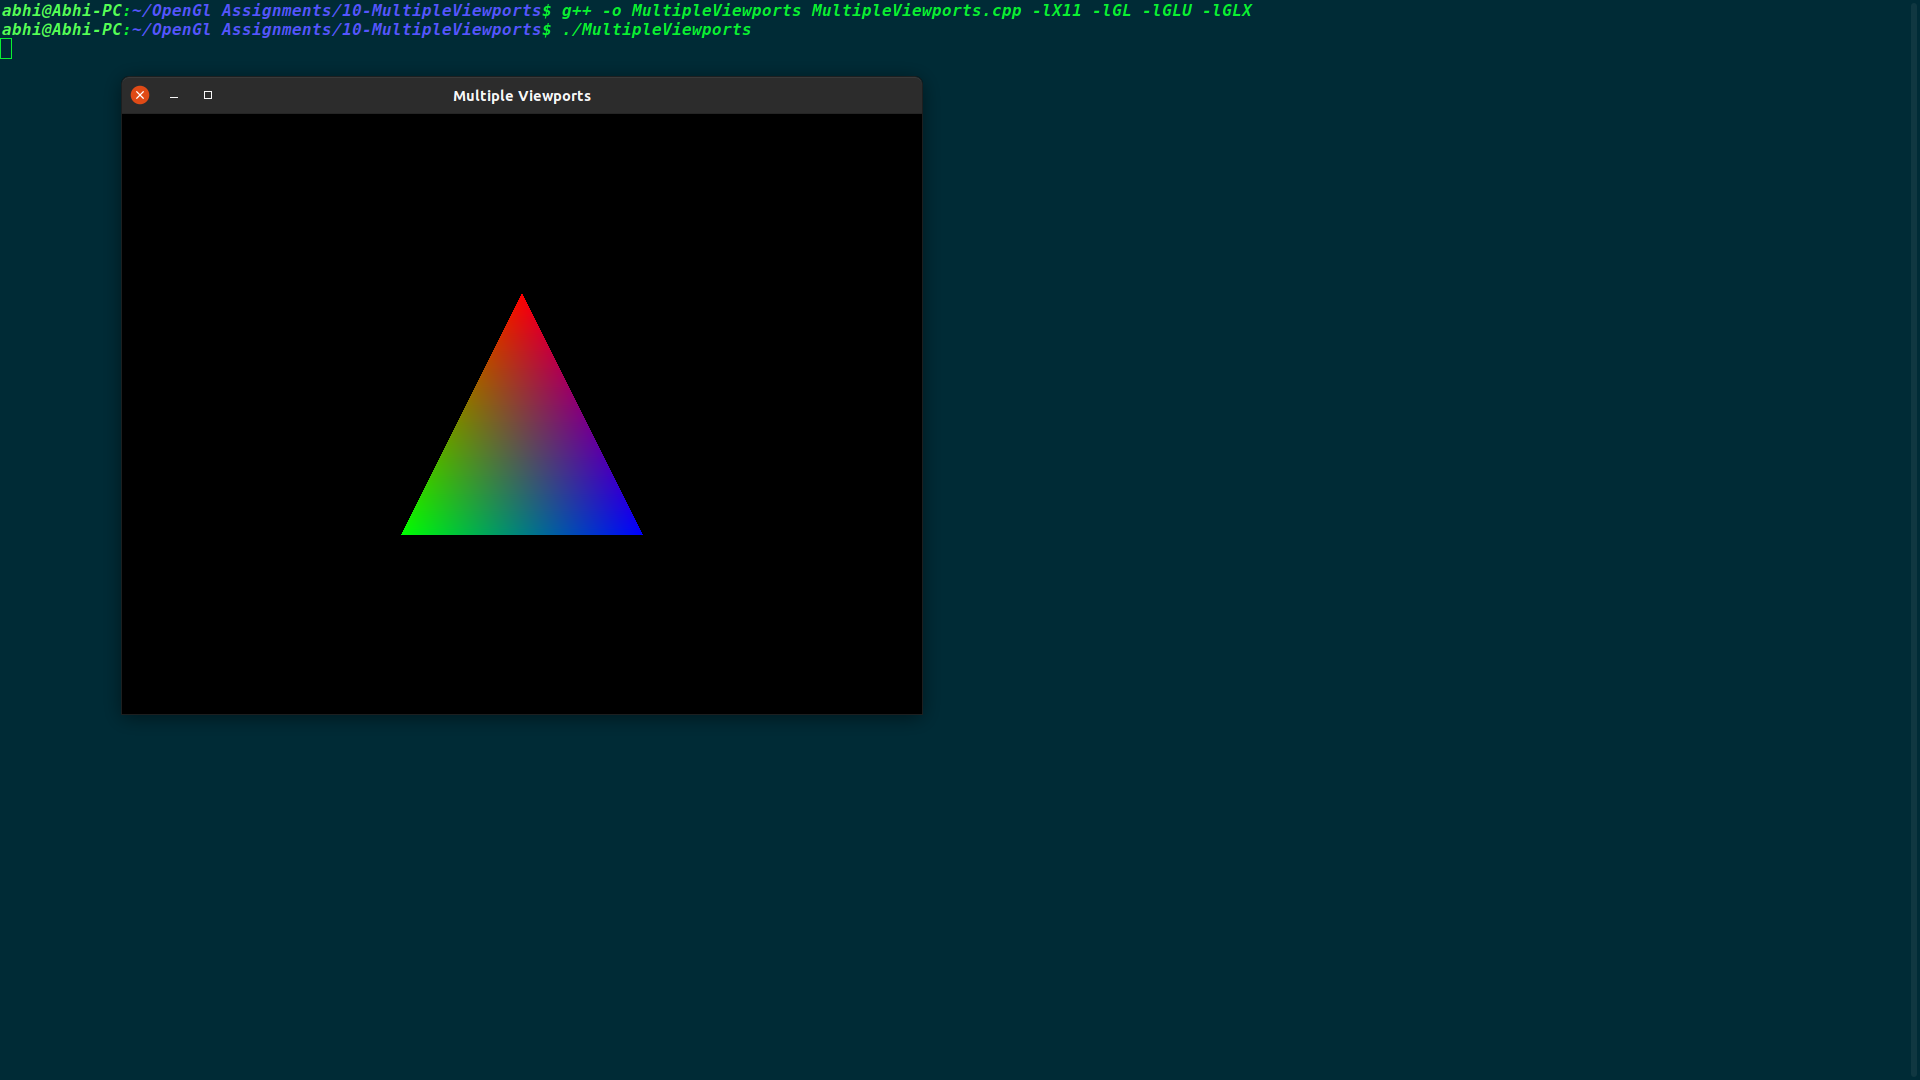 abhi@Abhi-PC:~/OpenGl Assignments/10-MultipleViewports$ g++ -o MultipleViewports MultipleViewports.cpp -lX11 -lGL -lGLU -lGLX
abhi@Abhi-PC:~/OpenGl Assignments/10-MultipleViewports$ ./MultipleViewports
Multiple Viewports